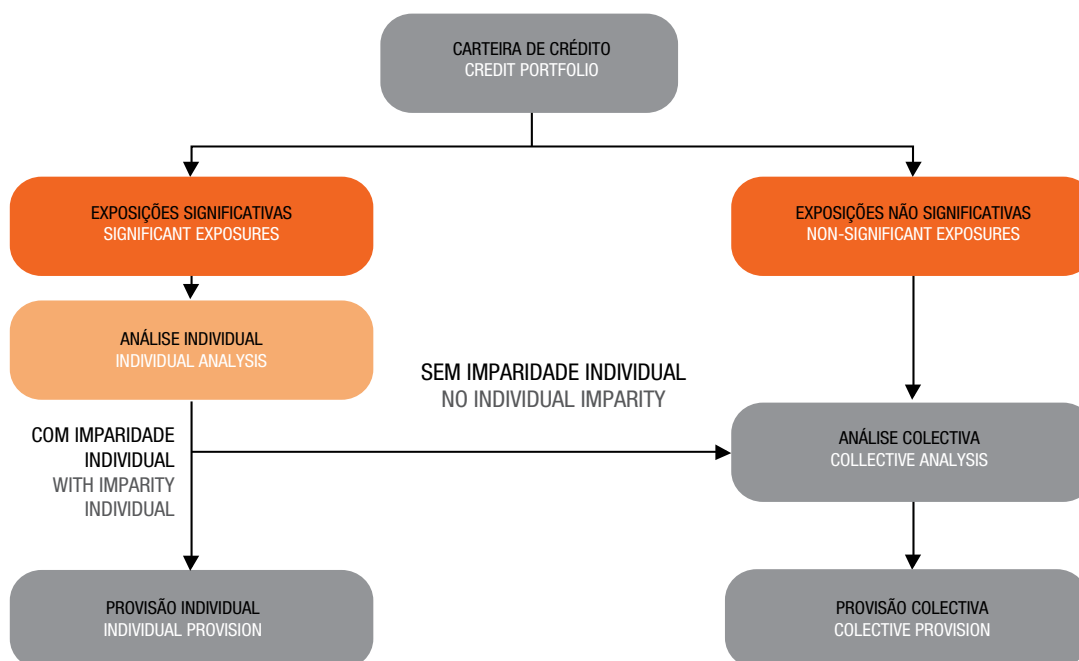 CARTEIRA DE CRÉDITO
CREDIT PORTFOLIO
EXPOSIÇÕES SIGNIFICATIVAS
SIGNIFICANT EXPOSURES
EXPOSIÇÕES NÃO SIGNIFICATIVAS
NON-SIGNIFICANT EXPOSURES
ANÁLISE INDIVIDUAL
INDIVIDUAL ANALYSIS
SEM IMPARIDADE INDIVIDUAL
NO INDIVIDUAL IMPARITY
COM IMPARIDADE
INDIVIDUAL
WITH IMPARITY
INDIVIDUAL
ANÁLISE COLECTIVA
COLLECTIVE ANALYSIS
PROVISÃO INDIVIDUAL
INDIVIDUAL PROVISION
PROVISÃO COLECTIVA
COLECTIVE PROVISION